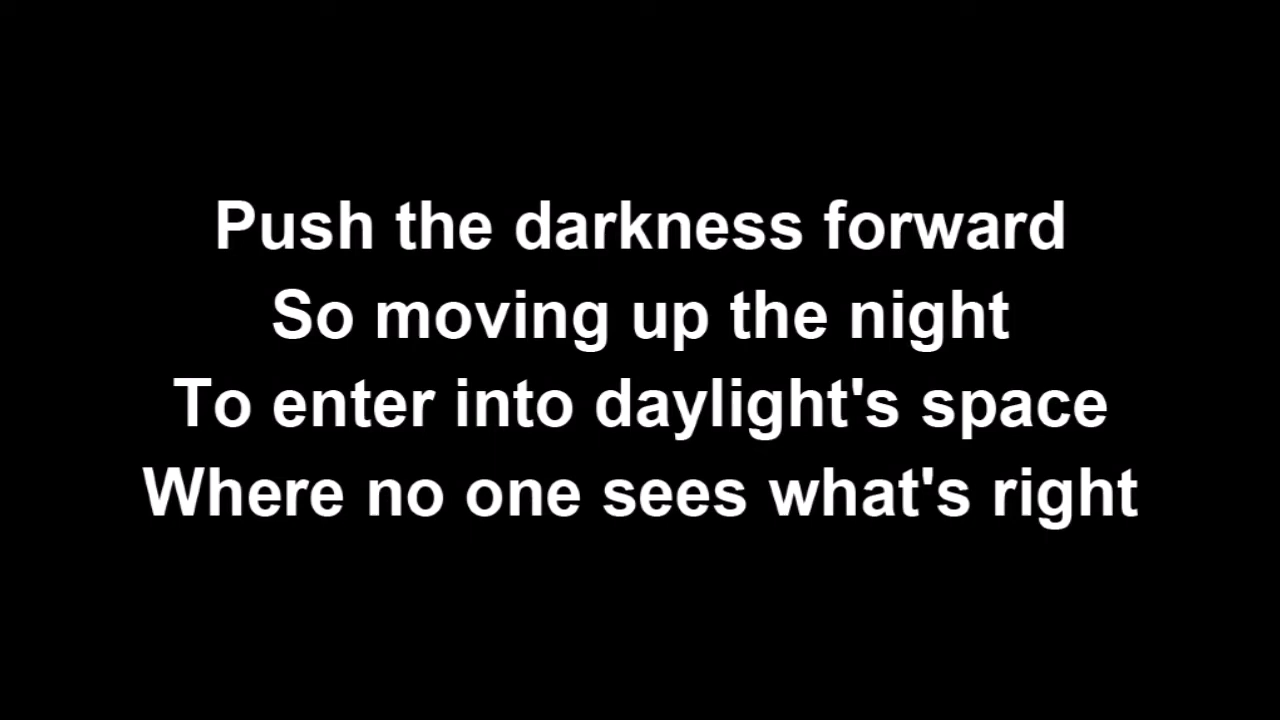 Push the darkness forward
So moving up the night
To enter into daylight's space
Where no one sees what's right